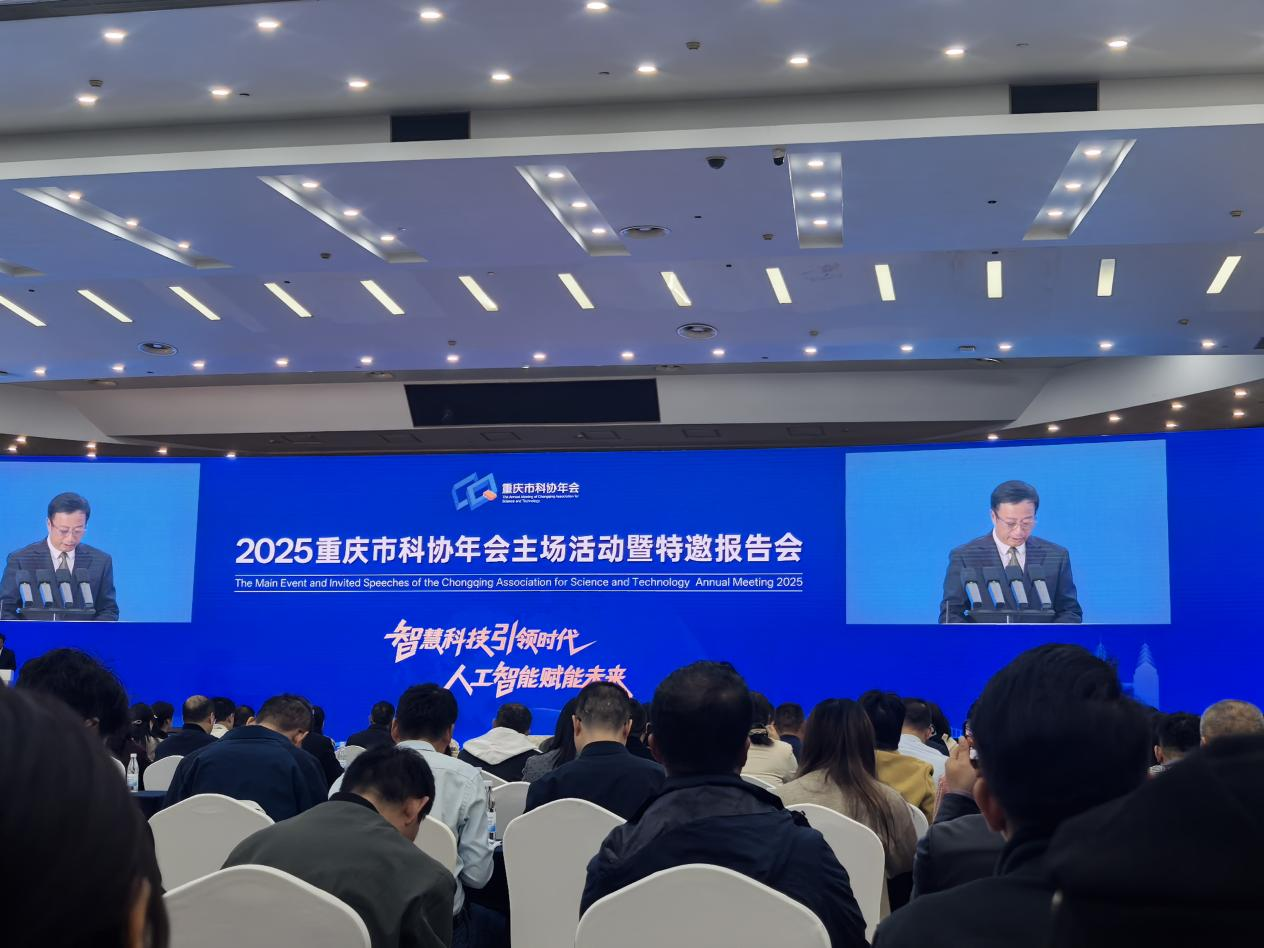 重庆市科协年会
The Annual Meeting of Chongqing Association for
Science and Technology
2025重庆市科协年会主场活动暨特邀报告会
The Main Event and Invited Speeches of the Chongqing Association for Science and Technology Annual Meeting 2025
智慧科技引领时代
人工智能赋能未来